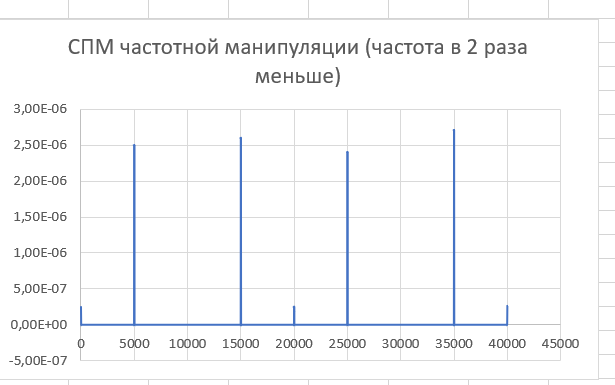 СПМ частотной манипуляции (частота в 2 раза
меньше)
3,00E-06
2,50E-06
2,00E-06
1,50E-06
1,00E-06
5,00E-07
0,00E+00
-5,00E-07
0 5000 10000 15000 20000 25000 30000 35000 40000 45000